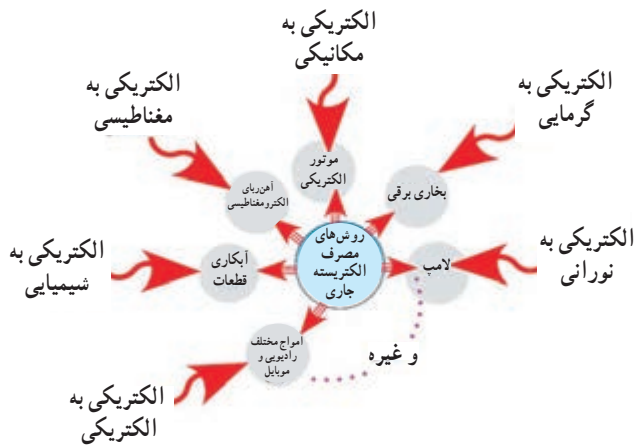 الکتریکی به
مکانیکی
الکتریکی به
گرمایی
الکتریکی به
مغناطیسی
موتور
الکتریکی
بخاری برقی
آهن‌ربای
الکترومغناطیسی
روش‌های
مصرف
الکتریسته
جاری
الکتریکی به
نورانی
لامپ
آبکاری
قطعات
الکتریکی به
شیمیایی
امواج مختلف
رادیویی و
موبایل
و غیره
الکتریکی به
الکتریکی